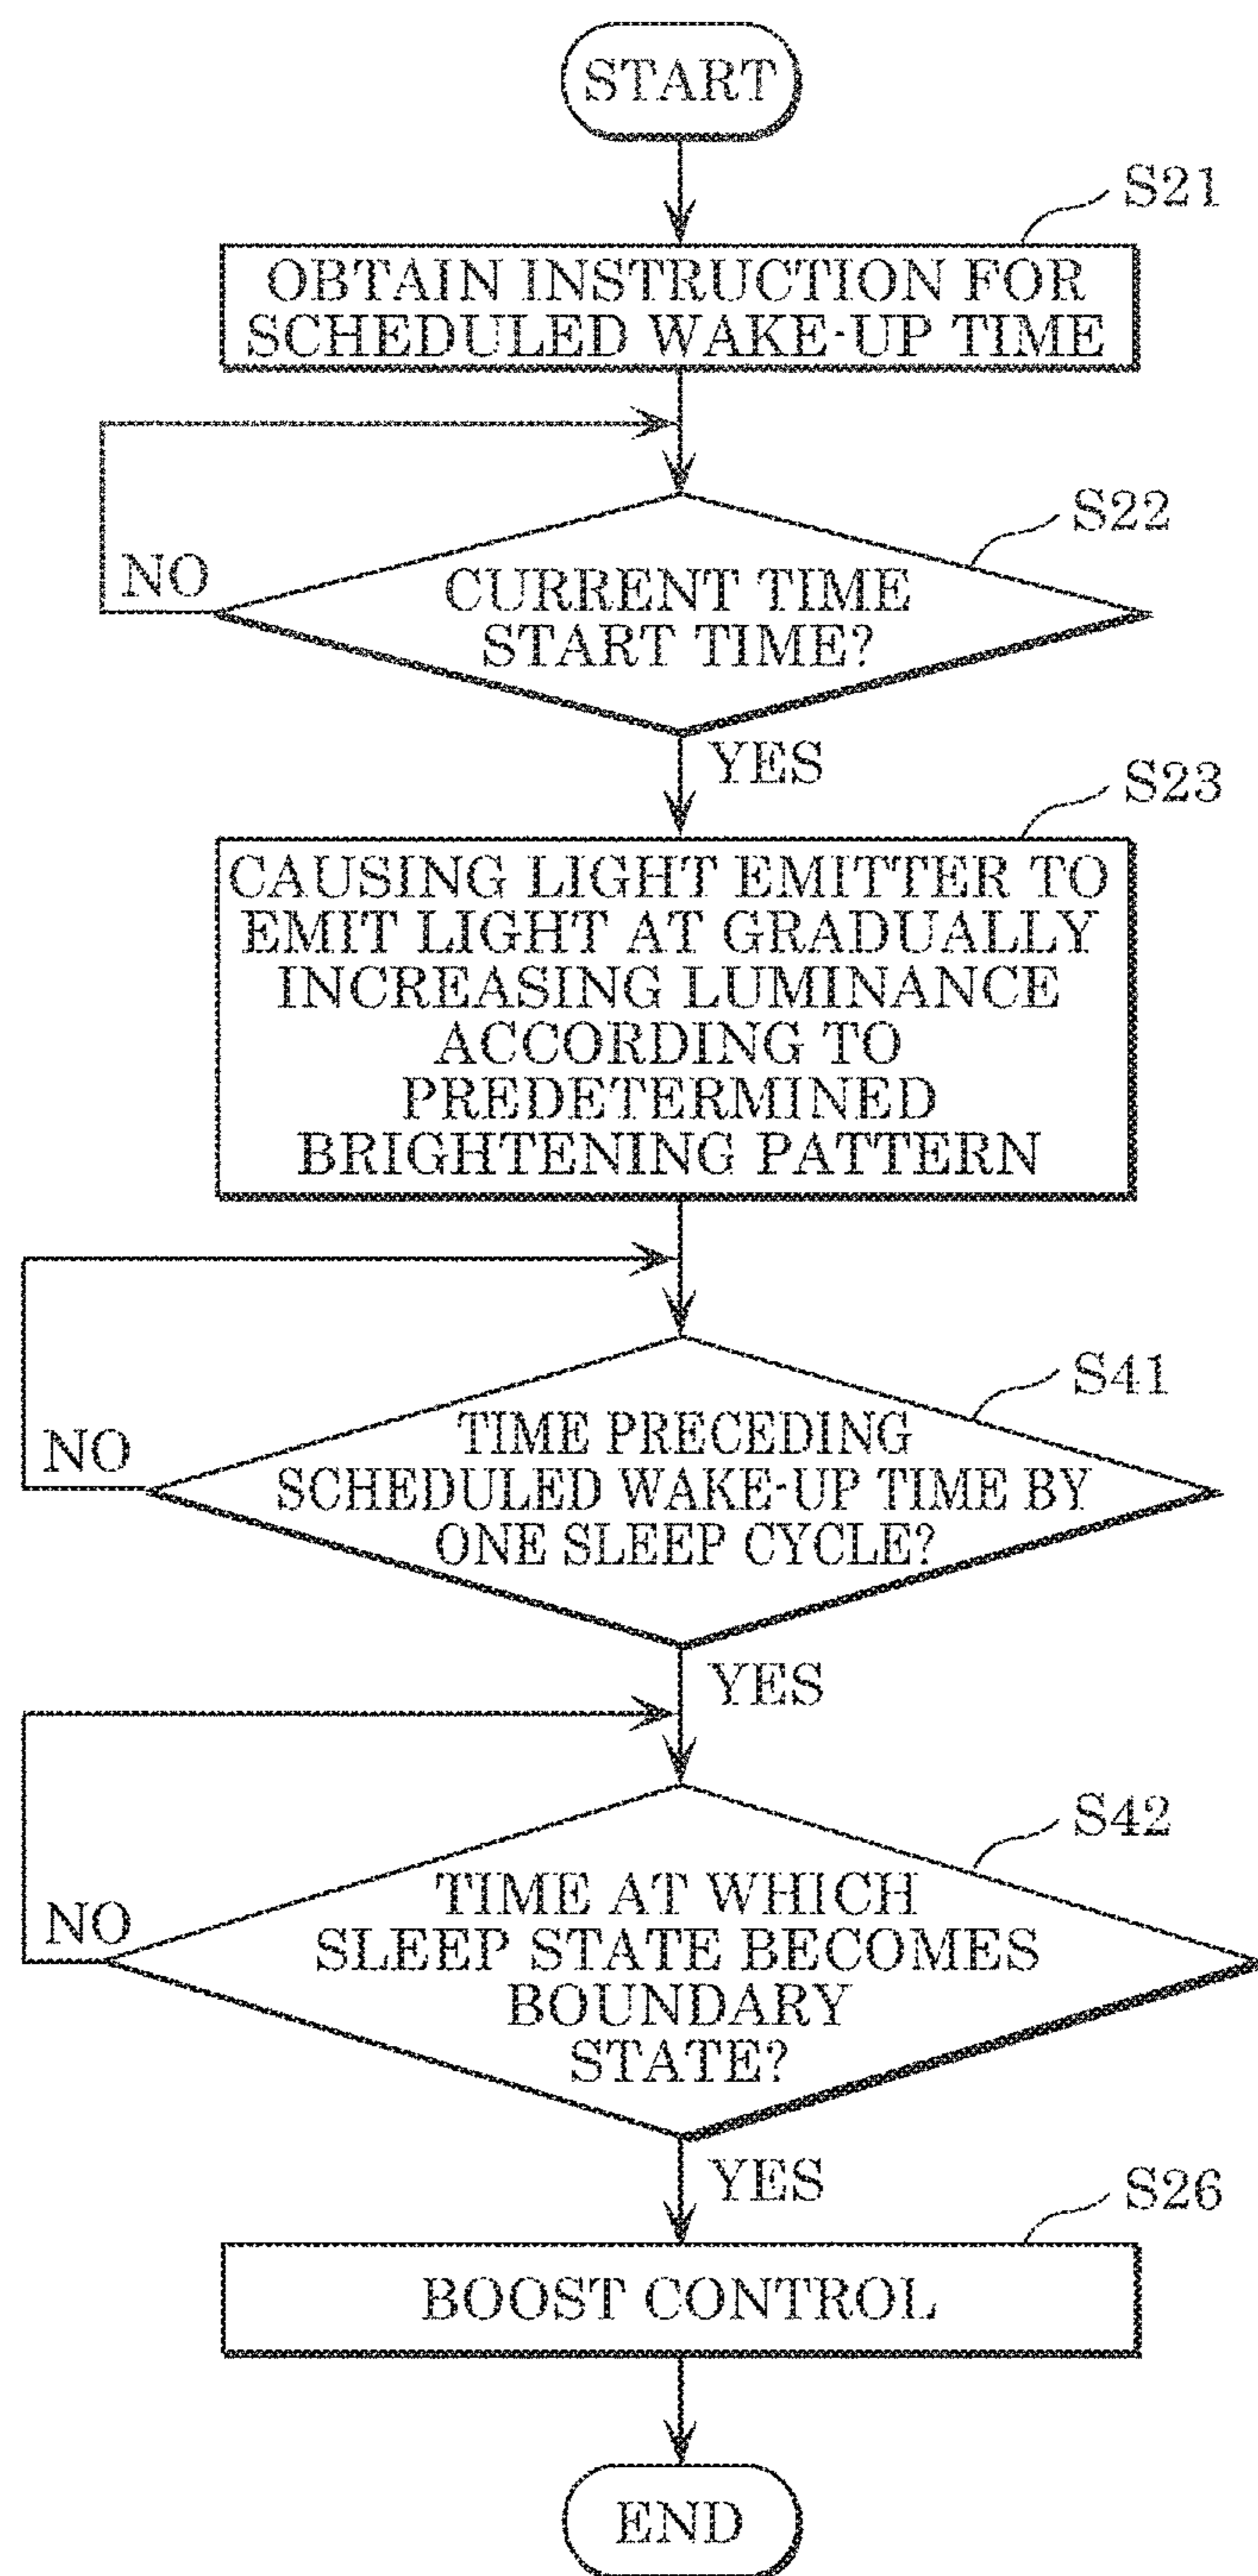 START
S21
OBTAIN INSTRUCTION FOR
SCHEDULED WAKE-UP TIME
S22
NO
CURRENT TIME
START TIME?
YES
S23
CAUSING LIGHT EMITTER TO
EMIT LIGHT AT GRADUALLY
INCREASING LUMINANCE
ACCORDING TO
PREDETERMINED
BRIGHTENING PATTERN
S41
NO
TIME PRECEDING
SCHEDULED WAKE-UP TIME BY
ONE SLEEP CYCLE?
YES
S42
NO
TIME AT WHICH
SLEEP STATE BECOMES
BOUNDARY
STATE?
YES
S26
BOOST CONTROL
END